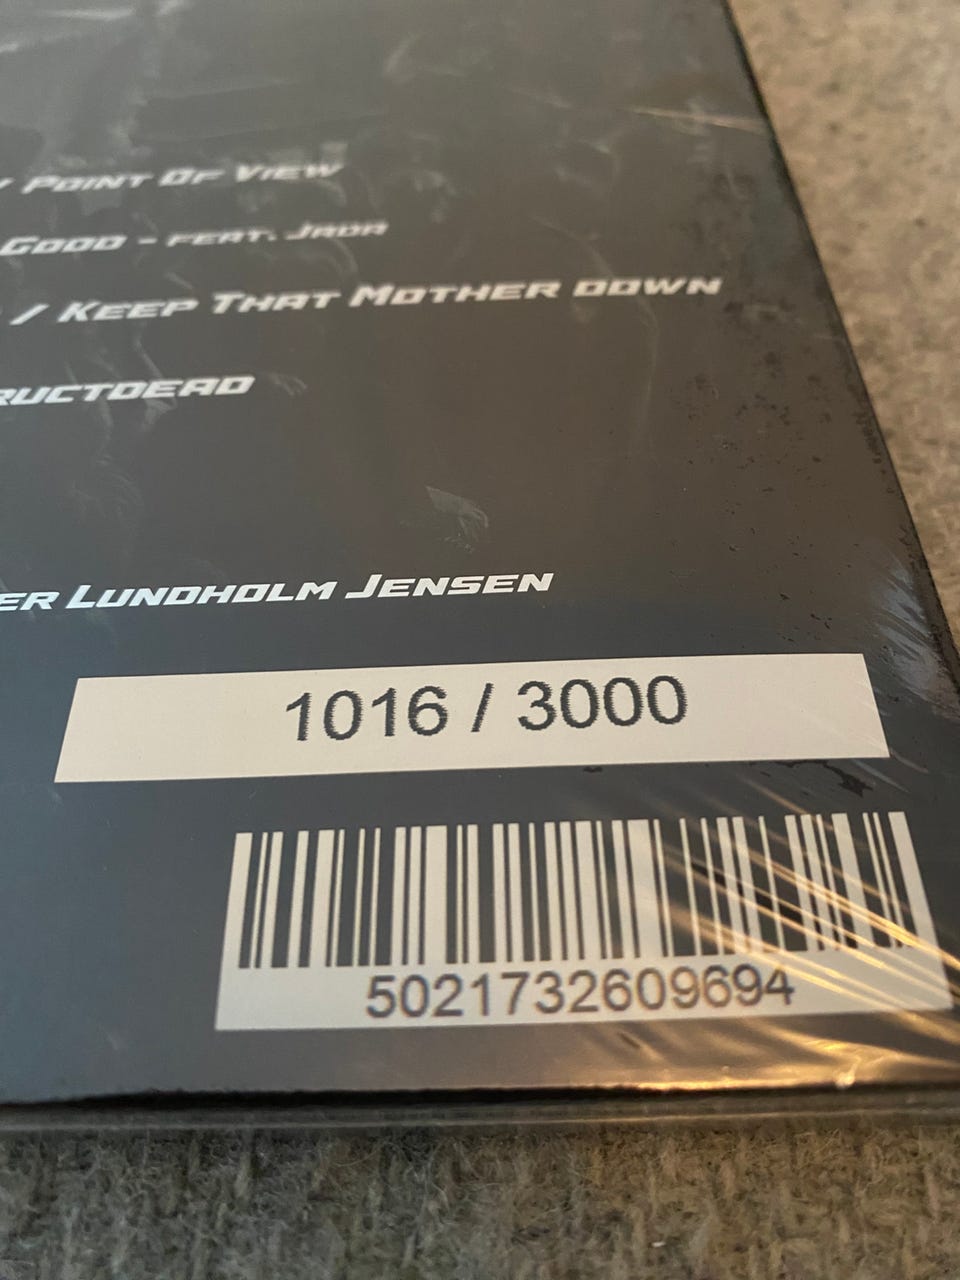 / Point Of View
Good - feat. Jada
/ Keep That Mother down
ructdead
er Lundholm Jensen
1016 / 3000
5021732609694